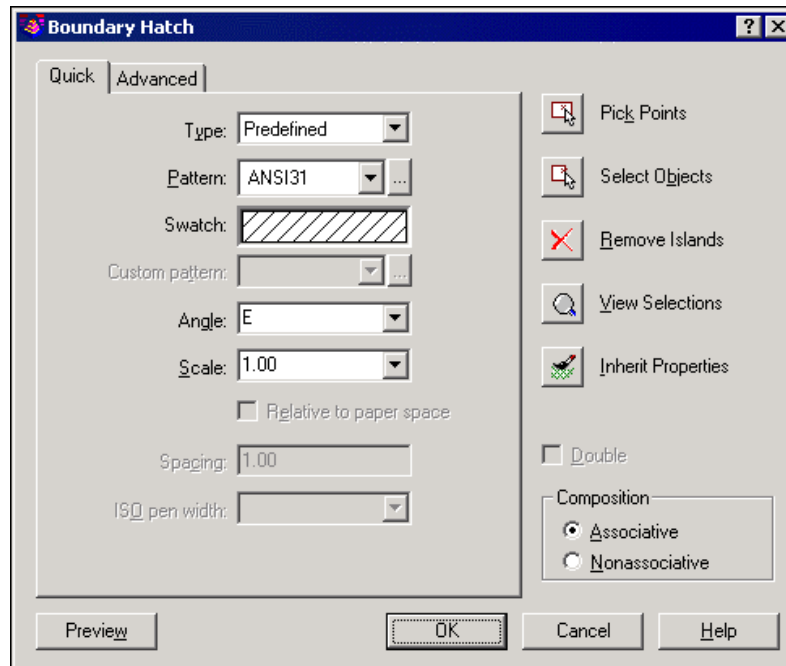 Boundary Hatch
Quick
Advanced
Type: Predefined
Pattern: ANSI31 ...
Swatch:
Custom pattern: ...
Angle: E
Scale: 1.00
Relative to paper space
Spacing: 1.00
ISO pen width:
Pick Points
Select Objects
Remove Islands
View Selections
Inherit Properties
Double
Composition
Associative
Nonassociative
Preview
OK
Cancel
Help